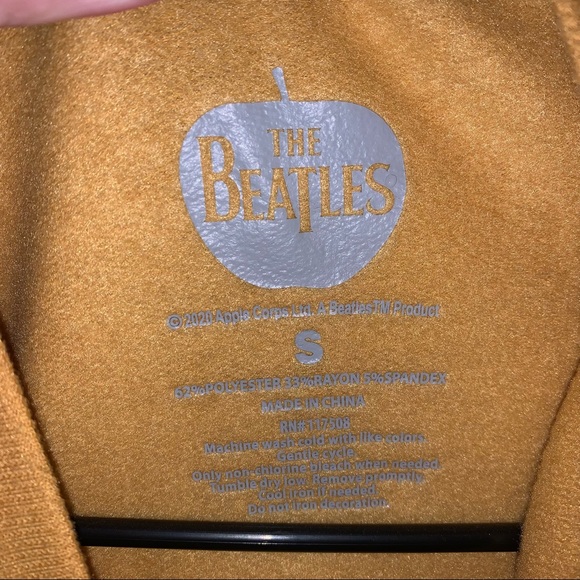 THE
BEATLES
© 2020 Apple Corps Ltd. A Beatles™ Product
S
62%POLYESTER 33%RAYON 5%SPANDEX
MADE IN CHINA
RN#117508
Machine wash cold with like colors
Gentle cycle
Only non-chlorine bleach when needed
Tumble dry low. Remove promptly.
Cool iron if needed.
Do not iron decoration.